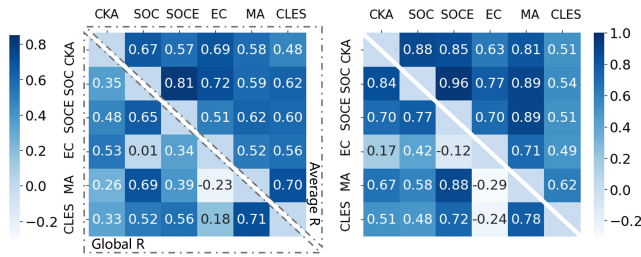 CKA SOC SOCE EC MA CLES
CKA 0.67 0.57 0.69 0.58 0.48
SOC 0.35 0.81 0.72 0.59 0.62
SOCE 0.48 0.65 0.51 0.62 0.60
EC 0.53 0.01 0.34 0.52 0.56
MA 0.26 0.69 0.39 -0.23 0.70
CLES 0.33 0.52 0.56 0.18 0.71
Global R
Average R
0.8
0.6
0.4
0.2
0.0
−0.2
CKA SOC SOCE EC MA CLES
CKA 0.88 0.85 0.63 0.81 0.51
SOC 0.84 0.96 0.77 0.89 0.54
SOCE 0.70 0.77 0.70 0.89 0.51
EC 0.17 0.42 -0.12 0.71 0.49
MA 0.67 0.58 0.88 -0.29 0.62
CLES 0.51 0.48 0.72 -0.24 0.78
1.0
0.8
0.6
0.4
0.2
0.0
−0.2